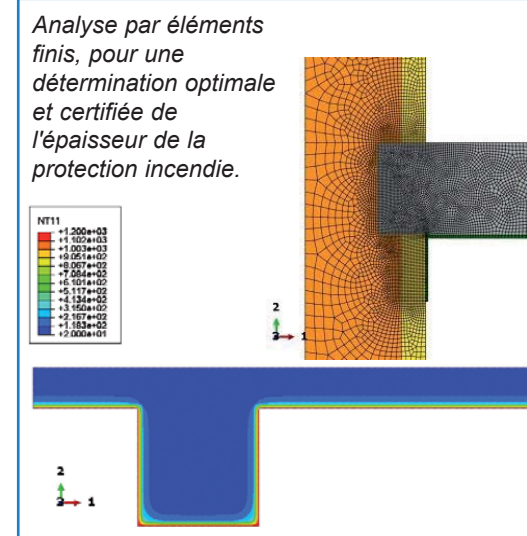 Analyse par éléments
finis, pour une
détermination optimale
et certifiée de
l'épaisseur de la
protection incendie.
NT11
+1.200e+03
+1.102e+03
+1.003e+03
+9.051e+02
+8.067e+02
+7.084e+02
+6.101e+02
+5.117e+02
+4.134e+02
+3.150e+02
+2.167e+02
+1.183e+02
+2.000e+01
2
3
1
2
3
1